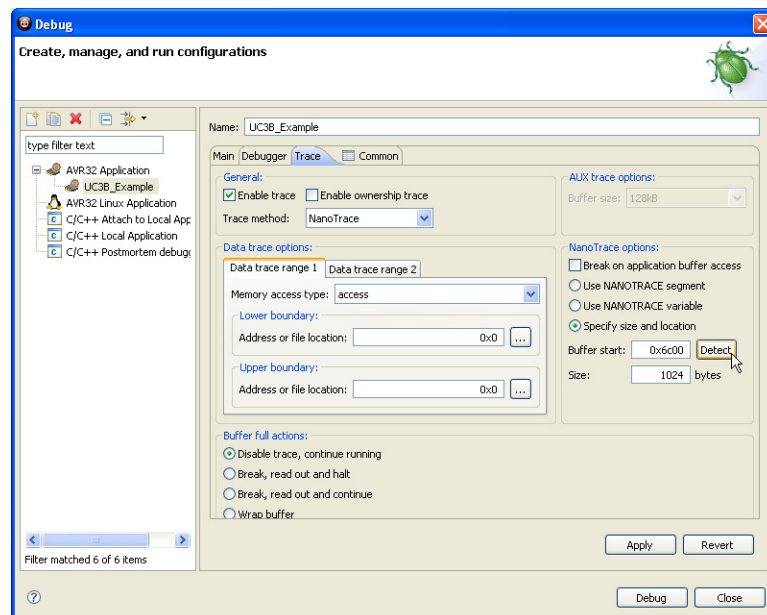 Debug
Create, manage, and run configurations
type filter text
AVR32 Application
UC3B_Example
AVR32 Linux Application
C/C++ Attach to Local App
C/C++ Local Application
C/C++ Postmortem debugg
Filter matched 6 of 6 items
Name: UC3B_Example
Main Debugger Trace Common
General:
Enable trace Enable ownership trace
Trace method: NanoTrace
AUX trace options:
Buffer size: 128kB
Data trace options:
Data trace range 1 Data trace range 2
Memory access type: access
Lower boundary:
Address or file location: 0x0 ...
Upper boundary:
Address or file location: 0x0 ...
NanoTrace options:
Break on application buffer access
Use NANOTRACE segment
Use NANOTRACE variable
Specify size and location
Buffer start: 0x6c00 Detect
Size: 1024 bytes
Buffer full actions:
Disable trace, continue running
Break, read out and halt
Break, read out and continue
Wrap buffer
Apply Revert
? Debug Close